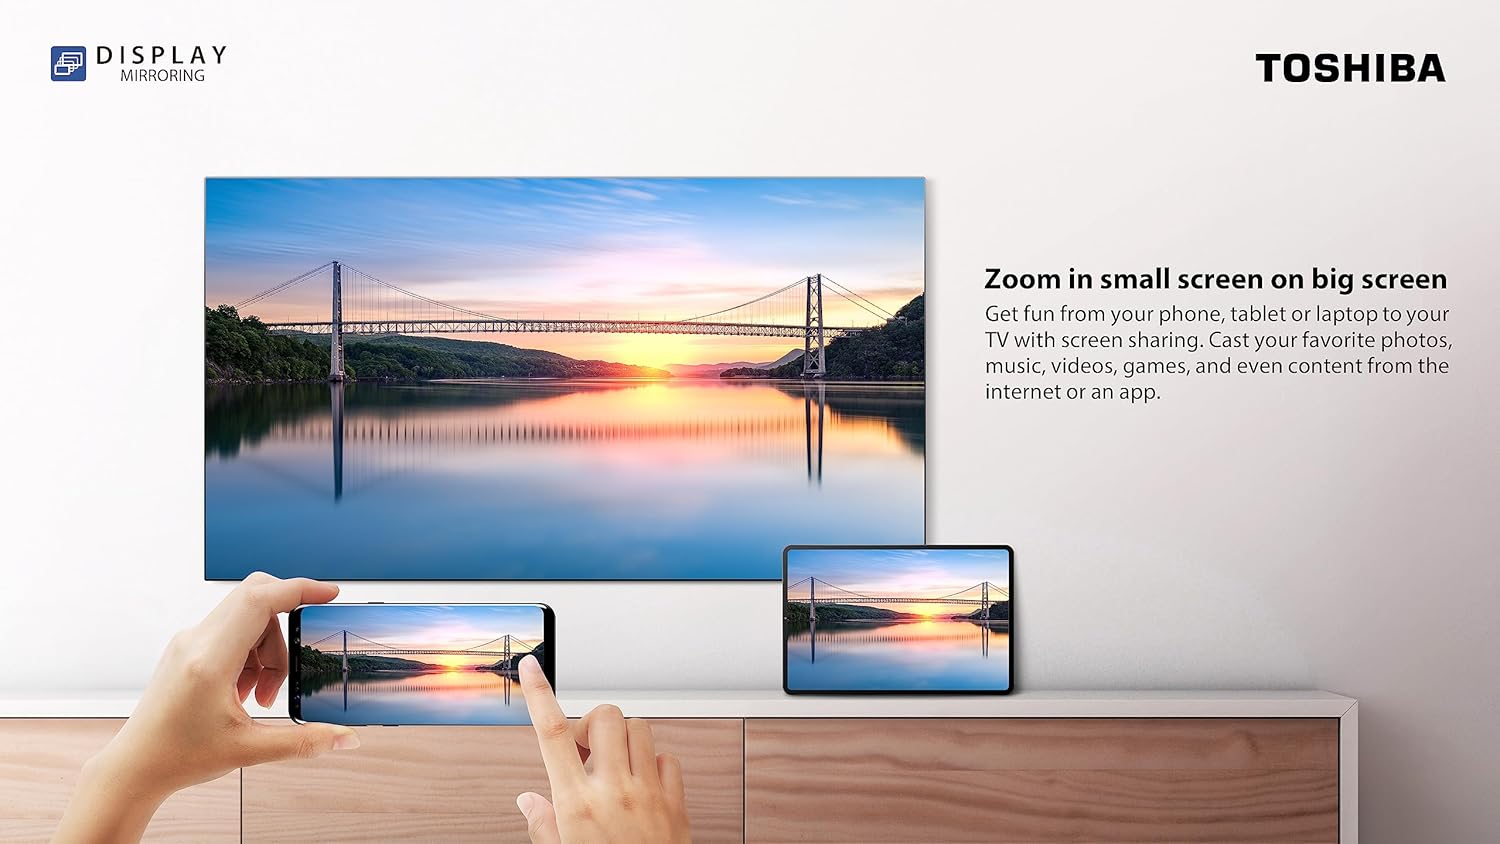 DISPLAY
MIRRORING
TOSHIBA
Zoom in small screen on big screen
Get fun from your phone, tablet or laptop to your
TV with screen sharing. Cast your favorite photos,
music, videos, games, and even content from the
internet or an app.